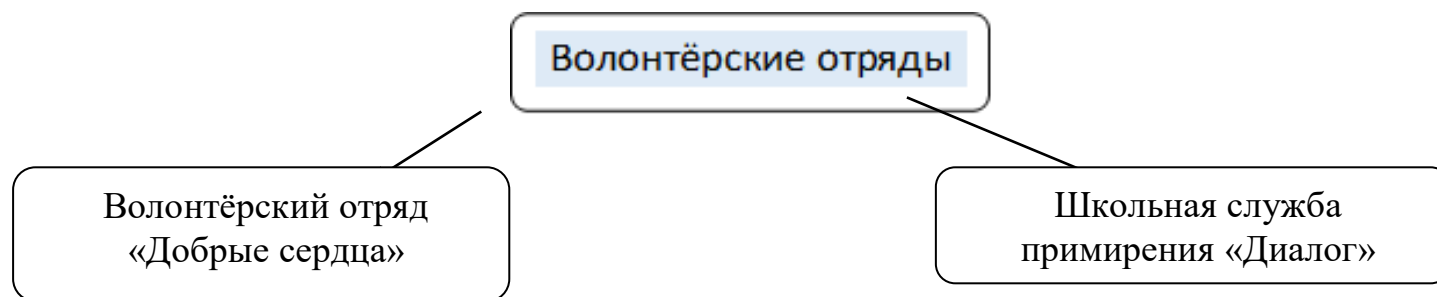 Волонтёрские отряды
Волонтёрский отряд
«Добрые сердца»
Школьная служба
примирения «Диалог»